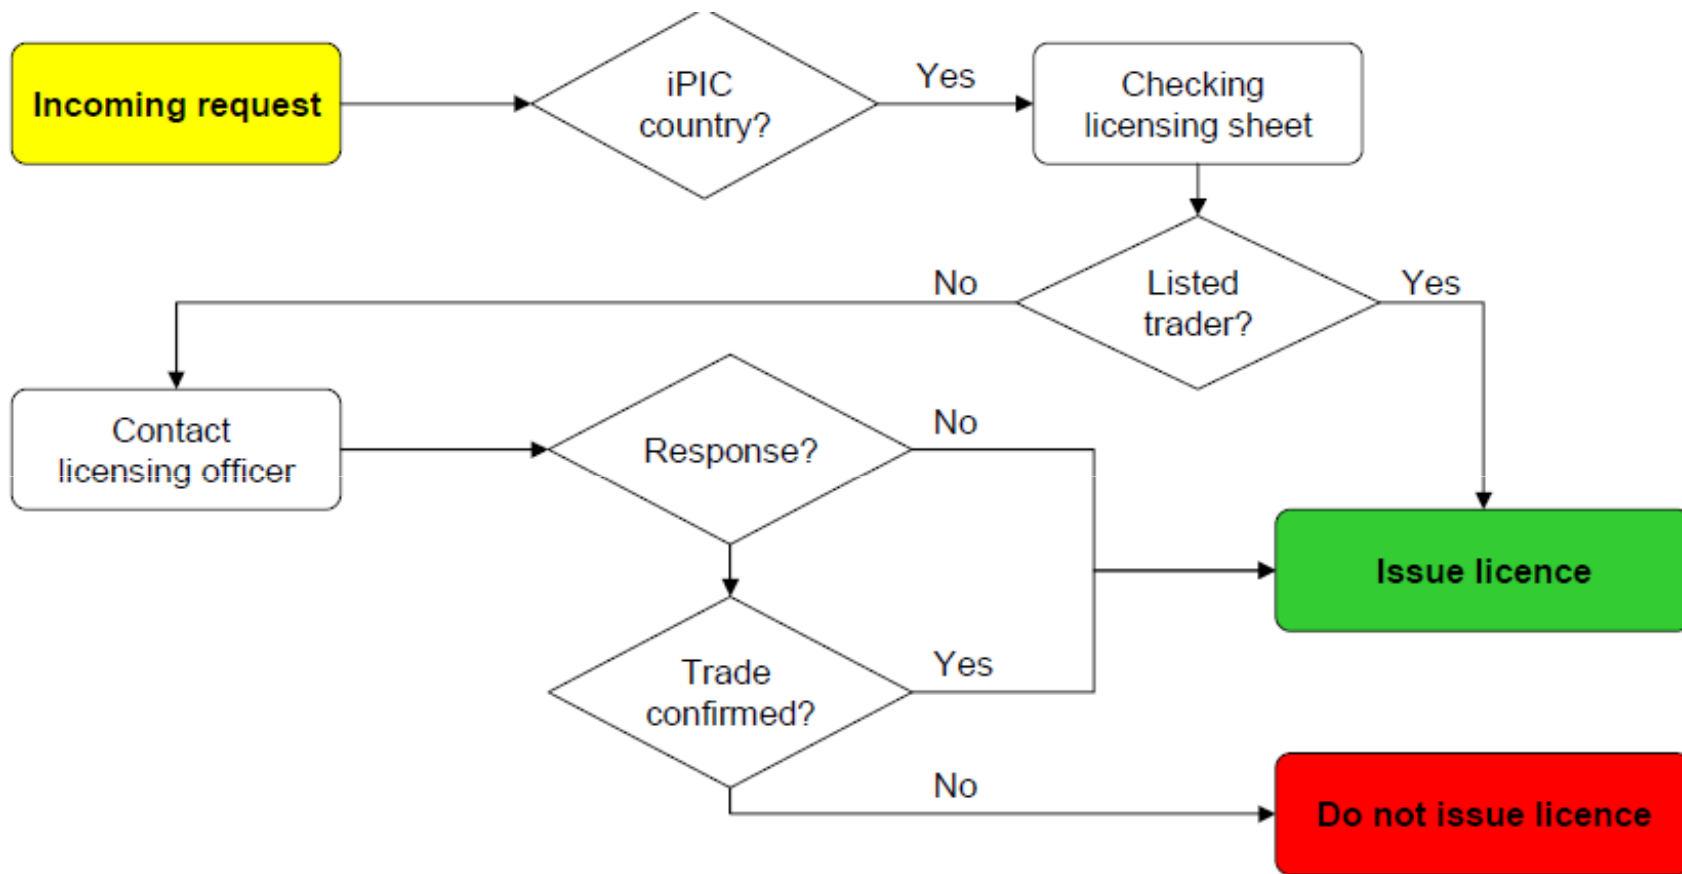 Incoming request
iPIC
country?
Yes
Checking
licensing sheet
No
Listed
trader?
Yes
Contact
licensing officer
Response?
No
Issue licence
Trade
confirmed?
Yes
No
Do not issue licence